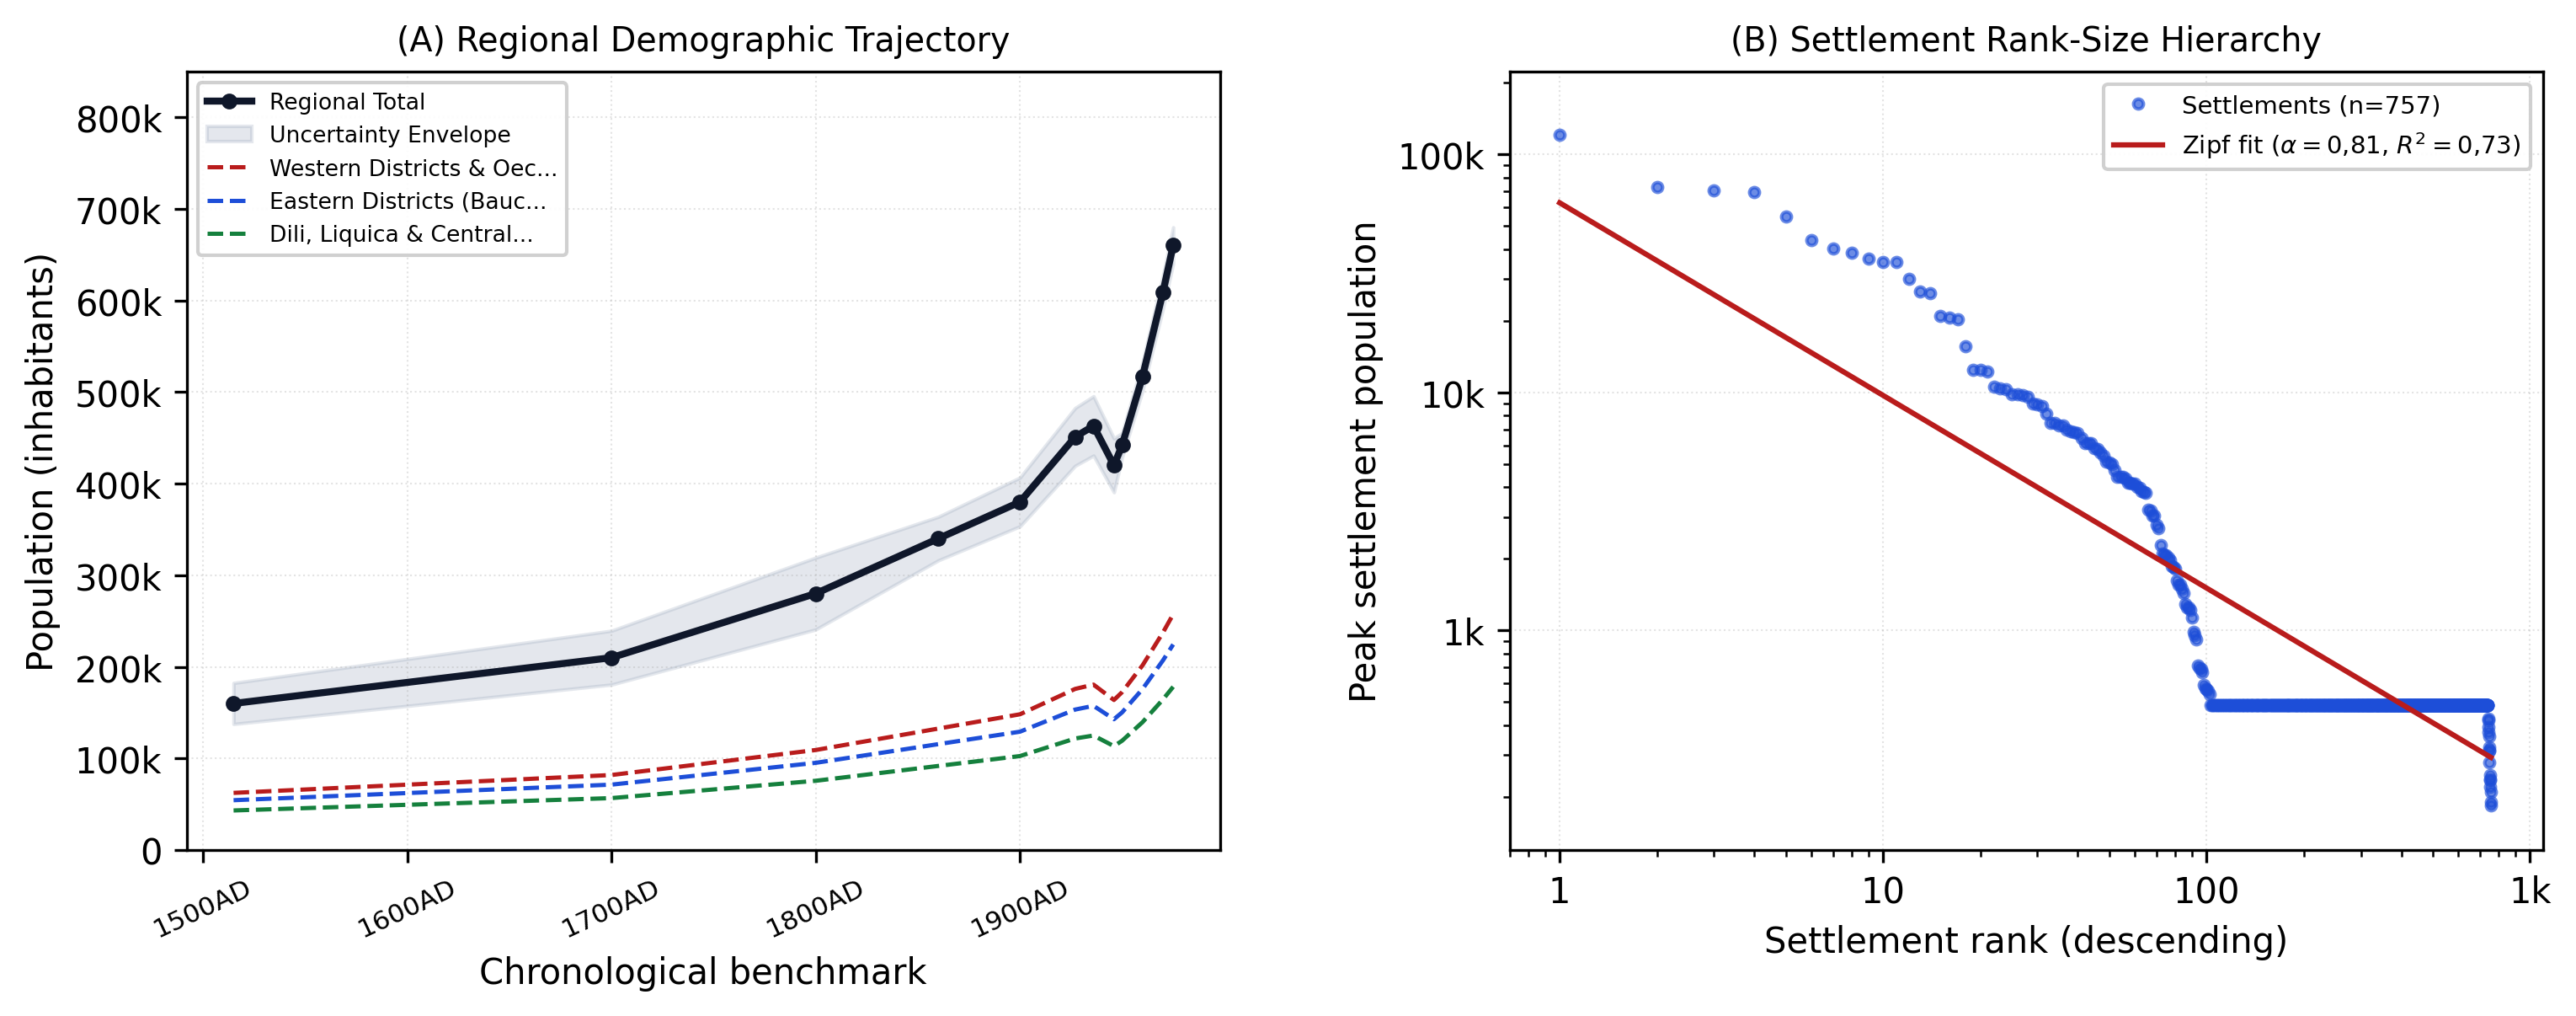 (A) Regional Demographic Trajectory
Regional Total
Uncertainty Envelope
Western Districts & Oec...
Eastern Districts (Bauc...
Dili, Liquica & Central...
Population (inhabitants)
800k
700k
600k
500k
400k
300k
200k
100k
0
1500AD
1600AD
1700AD
1800AD
1900AD
Chronological benchmark
(B) Settlement Rank-Size Hierarchy
Settlements (n=757)
Zipf fit (α = 0,81, R² = 0,73)
Peak settlement population
100k
10k
1k
1
10
100
1k
Settlement rank (descending)